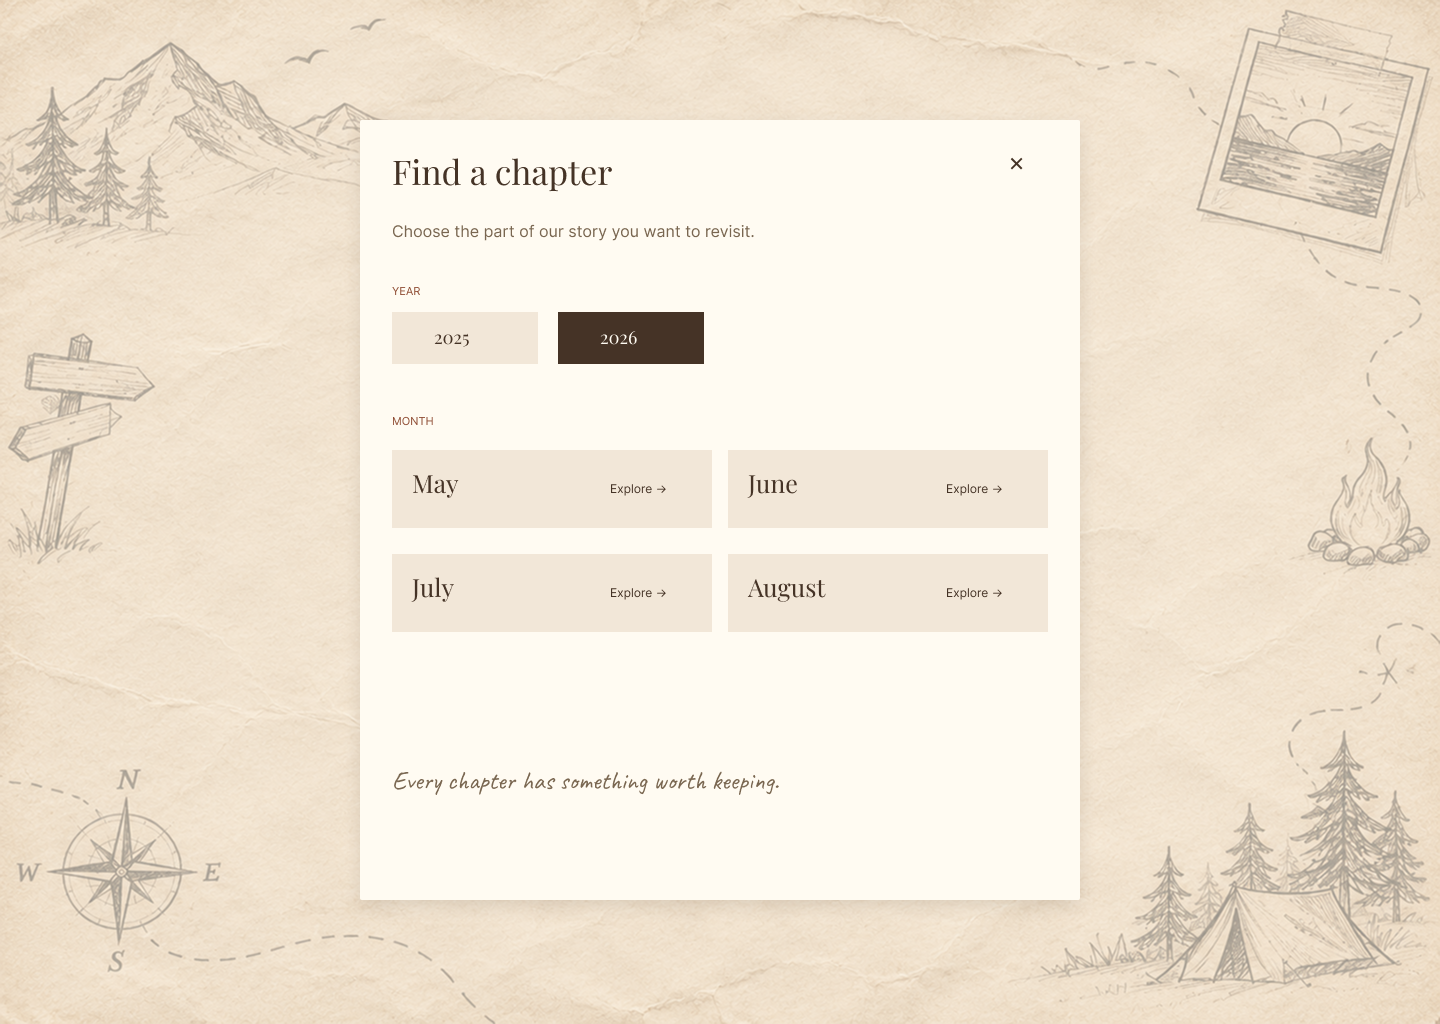 Find a chapter
✕
Choose the part of our story you want to revisit.
YEAR
2025
2026
MONTH
May
Explore →
June
Explore →
July
Explore →
August
Explore →
Every chapter has something worth keeping.
N
W
E
S